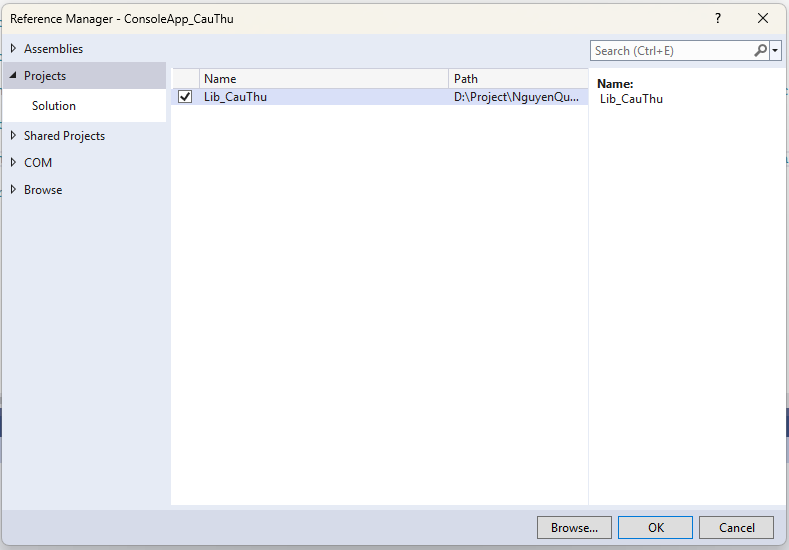 Reference Manager - ConsoleApp_CauThu
?
Assemblies
Projects
Solution
Shared Projects
COM
Browse
Name
Path
Lib_CauThu
D:\Project\NguyenQu...
Search (Ctrl+E)
Name:
Lib_CauThu
Browse...
OK
Cancel